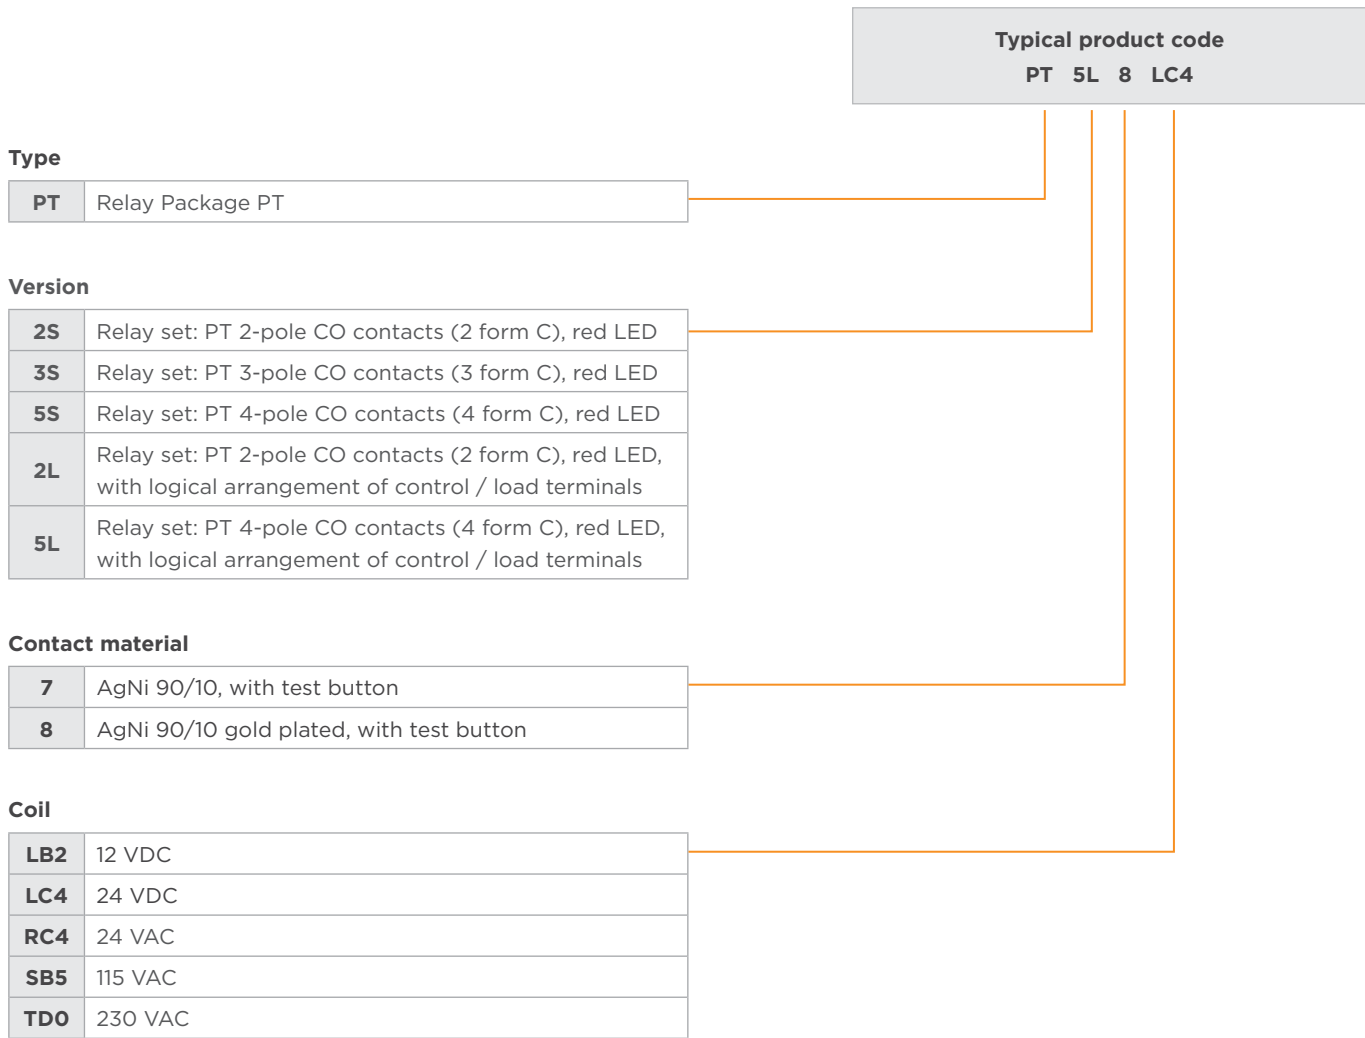 Typical product code
PT 5L 8 LC4
Type
PT Relay Package PT
Version
2S Relay set: PT 2-pole CO contacts (2 form C), red LED
3S Relay set: PT 3-pole CO contacts (3 form C), red LED
5S Relay set: PT 4-pole CO contacts (4 form C), red LED
2L Relay set: PT 2-pole CO contacts (2 form C), red LED,
with logical arrangement of control / load terminals
5L Relay set: PT 4-pole CO contacts (4 form C), red LED,
with logical arrangement of control / load terminals
Contact material
7 AgNi 90/10, with test button
8 AgNi 90/10 gold plated, with test button
Coil
LB2 12 VDC
LC4 24 VDC
RC4 24 VAC
SB5 115 VAC
TD0 230 VAC